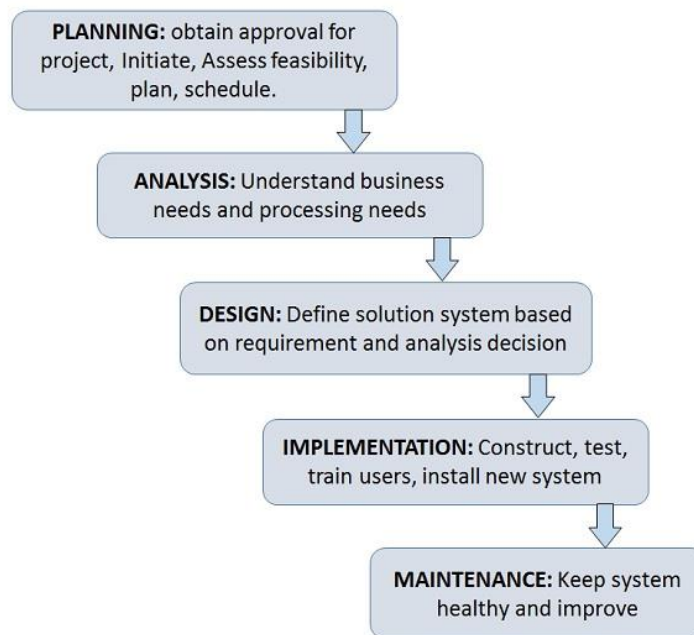 PLANNING: obtain approval for
project, Initiate, Assess feasibility,
plan, schedule.
ANALYSIS: Understand business
needs and processing needs
DESIGN: Define solution system based
on requirement and analysis decision
IMPLEMENTATION: Construct, test,
train users, install new system
MAINTENANCE: Keep system
healthy and improve